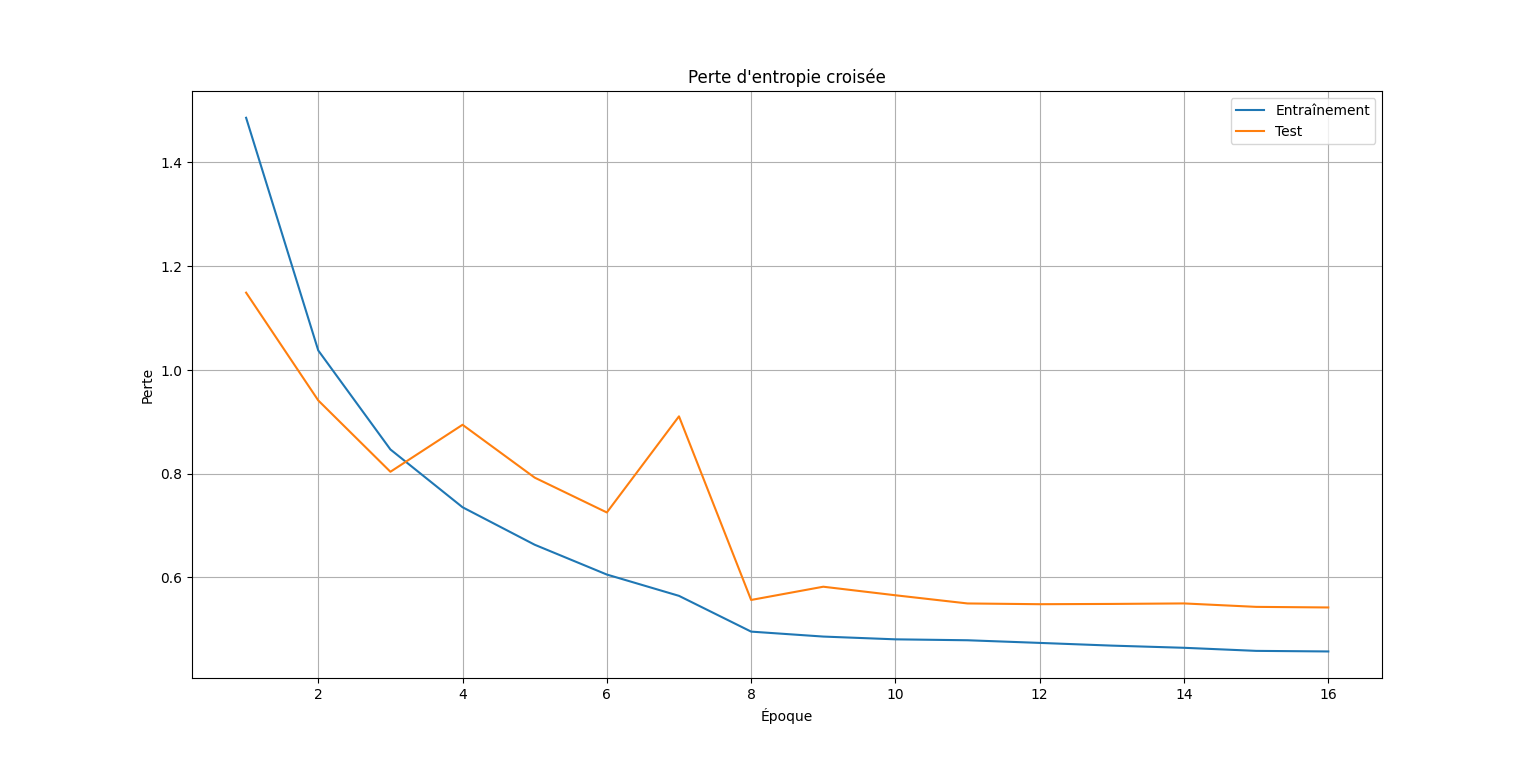 Perte d'entropie croisée
Entraînement
Test
1.4
1.2
1.0
0.8
0.6
Perte
2 4 6 8 10 12 14 16
Époque